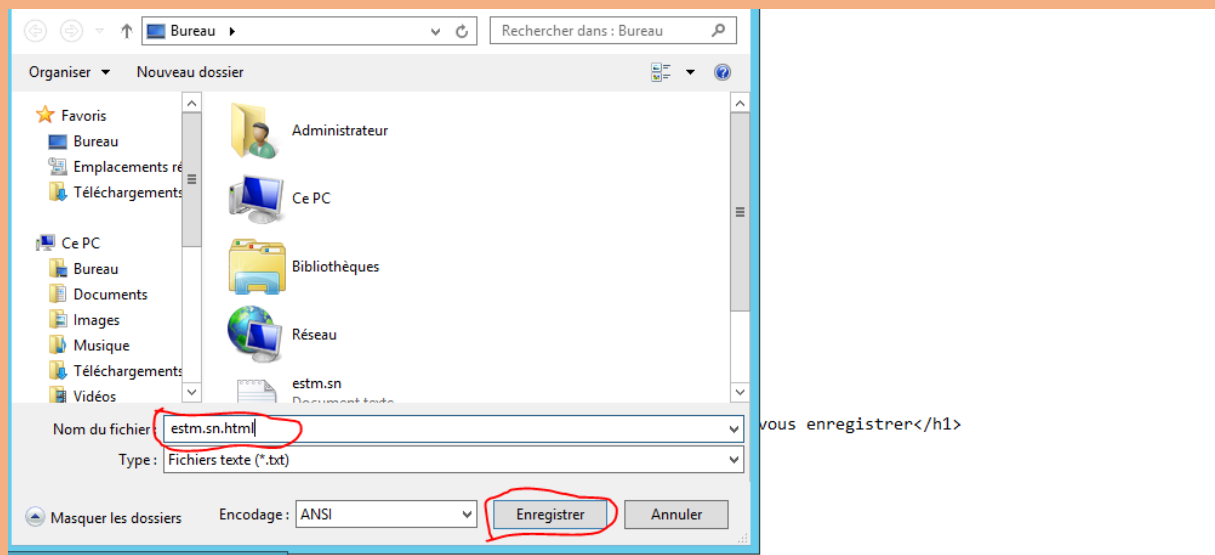 Bureau
Rechercher dans : Bureau
Organiser
Nouveau dossier
Favoris
Bureau
Emplacements ré
Téléchargements
Ce PC
Bureau
Documents
Images
Musique
Téléchargements
Vidéos
Administrateur
Ce PC
Bibliothèques
Réseau
estm.sn
Document texte
Nom du fichier : estm.sn.html
Type : Fichiers texte (*.txt)
Masquer les dossiers
Encodage : ANSI
Enregistrer
Annuler
vous enregistrer</h1>